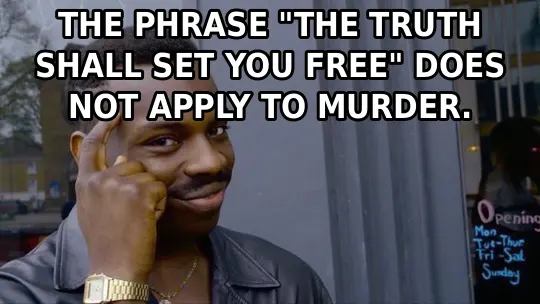 THE PHRASE "THE TRUTH
SHALL SET YOU FREE" DOES
NOT APPLY TO MURDER.
Opening
Mon
Tue-Thur
Fri-Sat
Sunday